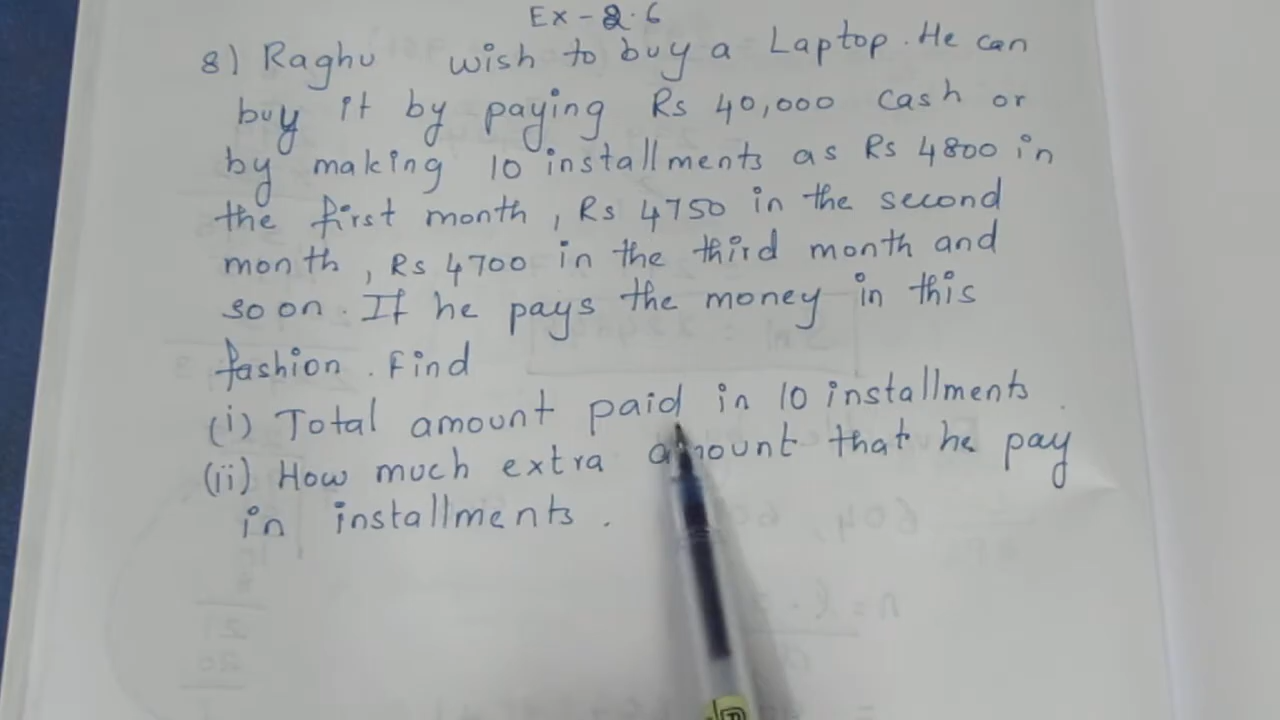 Ex - 2.6
8) Raghu wish to buy a Laptop. He can
buy it by paying Rs 40,000 cash or
by making 10 installments as Rs 4800 in
the first month, Rs 4750 in the second
month, Rs 4700 in the third month and
so on. If he pays the money in this
fashion. Find
(i) Total amount paid in 10 installments.
(ii) How much extra amount that he pay
in installments.